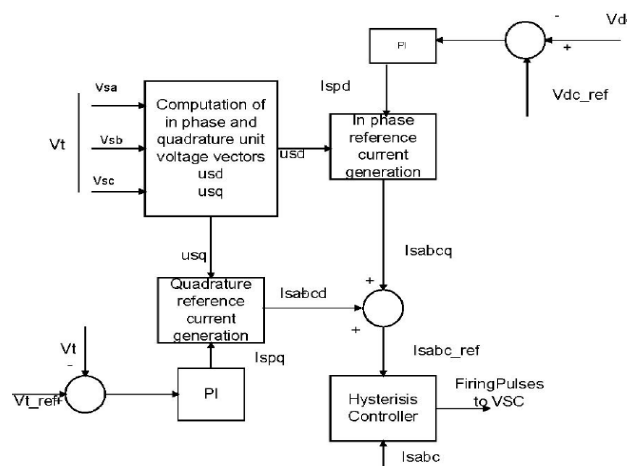 -
Vd
PI
+
Vdc_ref
Ispd
Vsa
Vt
Vsb
Vsc
Computation of
in phase and
quadrature unit
voltage vectors
usd
usq
usd
In phase
reference
current
generation
usq
Isabcq
Quadrature
reference
current
generation
Isabcd
+
+
Vt
-
Vt_ref+
Ispq
PI
Isabc_ref
Hysterisis
Controller
FiringPulses
to VSC
Isabc